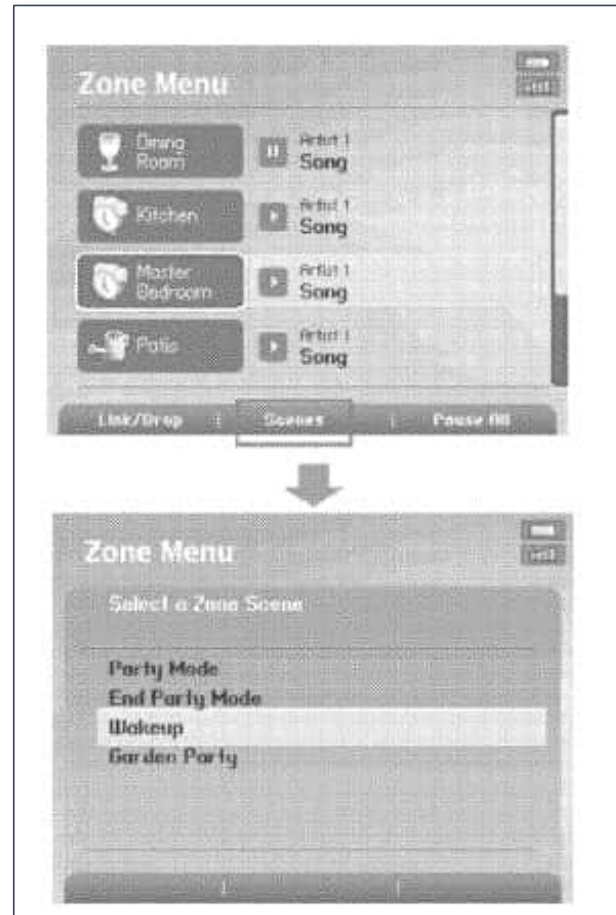 Zone Menu
Dining
Room
Artist 1
Song
Kitchen
Artist 1
Song
Master
Bedroom
Artist 1
Song
Patio
Artist 1
Song
Link/Drop
Scenes
Pause All
Zone Menu
Select a Zone Scene
Party Mode
End Party Mode
Wakeup
Garden Party